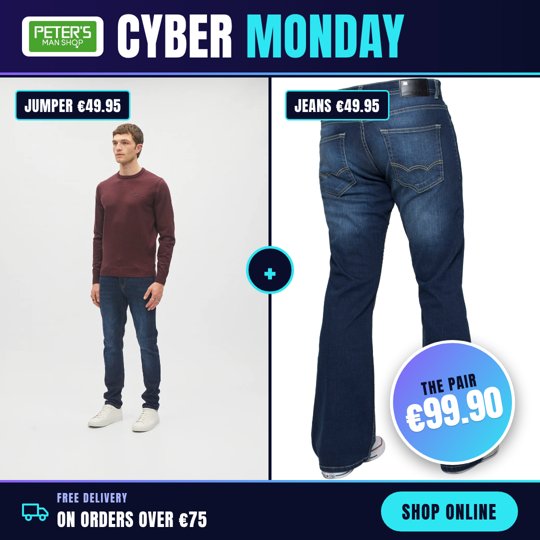 PETER'S
MAN SHOP
CYBER MONDAY
JUMPER €49.95
JEANS €49.95
+
THE PAIR
€99.90
FREE DELIVERY
ON ORDERS OVER €75
SHOP ONLINE